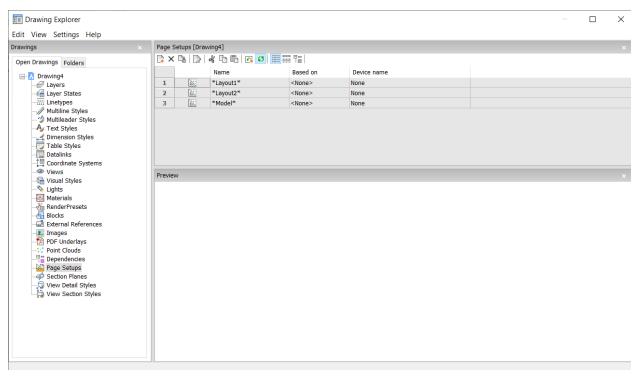 Drawing Explorer
Edit View Settings Help
Drawings
Open Drawings Folders
Drawing4
Layers
Layer States
Linetypes
Multiline Styles
Multileader Styles
Text Styles
Dimension Styles
Table Styles
Datalinks
Coordinate Systems
Views
Visual Styles
Lights
Materials
RenderPresets
Blocks
External References
Images
PDF Underlays
Point Clouds
Dependencies
Page Setups
Section Planes
View Detail Styles
View Section Styles
Page Setups [Drawing4]
Name Based on Device name
1 *Layout1* <None> None
2 *Layout2* <None> None
3 *Model* <None> None
Preview